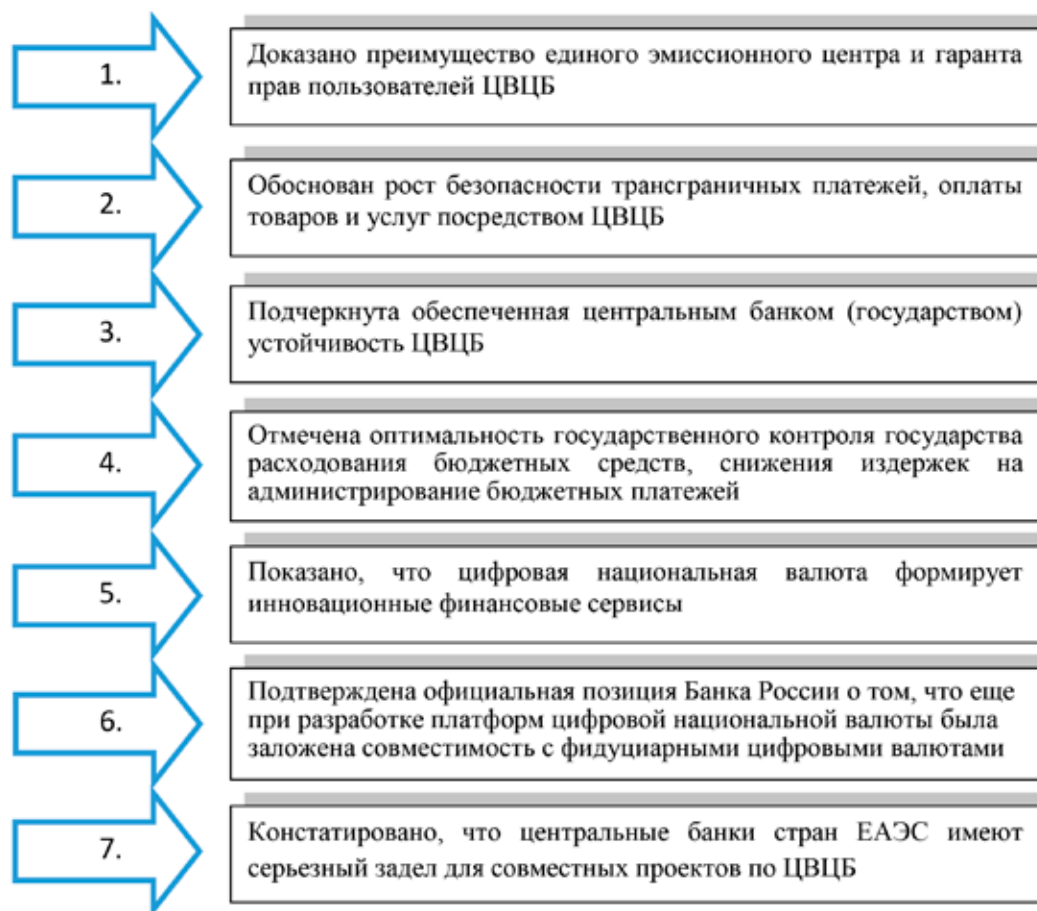 1.
Доказано преимущество единого эмиссионного центра и гаранта
прав пользователей ЦВЦБ
2.
Обоснован рост безопасности трансграничных платежей, оплаты
товаров и услуг посредством ЦВЦБ
3.
Подчеркнута обеспеченная центральным банком (государством)
устойчивость ЦВЦБ
4.
Отмечена оптимальность государственного контроля государства
расходования бюджетных средств, снижения издержек на
администрирование бюджетных платежей
5.
Показано, что цифровая национальная валюта формирует
инновационные финансовые сервисы
6.
Подтверждена официальная позиция Банка России о том, что еще
при разработке платформ цифровой национальной валюты была
заложена совместимость с фидуциарными цифровыми валютами
7.
Констатировано, что центральные банки стран ЕАЭС имеют
серьезный задел для совместных проектов по ЦВЦБ